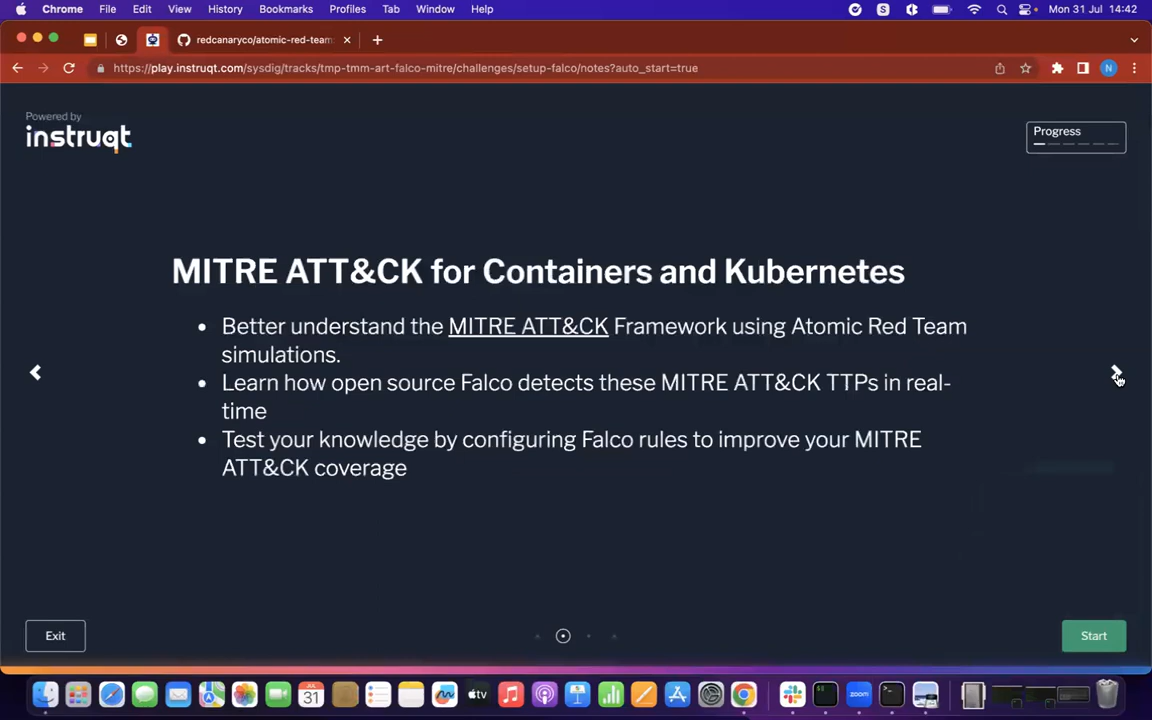 Chrome File Edit View History Bookmarks Profiles Tab Window Help Mon 31 Jul 14:42
redcanaryco/atomic-red-team
https://play.instruqt.com/sysdig/tracks/tmp-tmm-art-falco-mitre/challenges/setup-falco/notes?auto_start=true
N
Powered by
instruqt
Progress
MITRE ATT&CK for Containers and Kubernetes
• Better understand the MITRE ATT&CK Framework using Atomic Red Team
simulations.
• Learn how open source Falco detects these MITRE ATT&CK TTPs in real-
time
• Test your knowledge by configuring Falco rules to improve your MITRE
ATT&CK coverage
Exit
Start
31
tv
zoom